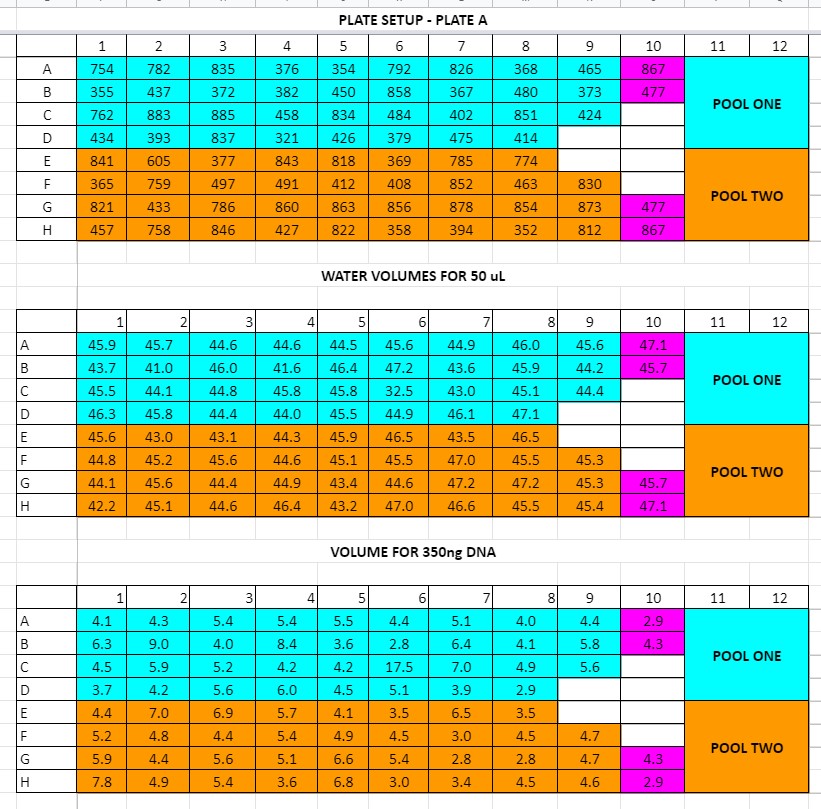 PLATE SETUP - PLATE A
1 2 3 4 5 6 7 8 9 10 11 12
A 754 782 835 376 354 792 826 368 465 867
B 355 437 372 382 450 858 367 480 373 477
POOL ONE
C 762 883 885 458 834 484 402 851 424
D 434 393 837 321 426 379 475 414
E 841 605 377 843 818 369 785 774
F 365 759 497 491 412 408 852 463 830
POOL TWO
G 821 433 786 860 863 856 878 854 873 477
H 457 758 846 427 822 358 394 352 812 867
WATER VOLUMES FOR 50 uL
1 2 3 4 5 6 7 8 9 10 11 12
A 45.9 45.7 44.6 44.6 44.5 45.6 44.9 46.0 45.6 47.1
B 43.7 41.0 46.0 41.6 46.4 47.2 43.6 45.9 44.2 45.7
POOL ONE
C 45.5 44.1 44.8 45.8 45.8 32.5 43.0 45.1 44.4
D 46.3 45.8 44.4 44.0 45.5 44.9 46.1 47.1
E 45.6 43.0 43.1 44.3 45.9 46.5 43.5 46.5
F 44.8 45.2 45.6 44.6 45.1 45.5 47.0 45.5 45.3
POOL TWO
G 44.1 45.6 44.4 44.9 43.4 44.6 47.2 47.2 45.3 45.7
H 42.2 45.1 44.6 46.4 43.2 47.0 46.6 45.5 45.4 47.1
VOLUME FOR 350ng DNA
1 2 3 4 5 6 7 8 9 10 11 12
A 4.1 4.3 5.4 5.4 5.5 4.4 5.1 4.0 4.4 2.9
B 6.3 9.0 4.0 8.4 3.6 2.8 6.4 4.1 5.8 4.3
POOL ONE
C 4.5 5.9 5.2 4.2 4.2 17.5 7.0 4.9 5.6
D 3.7 4.2 5.6 6.0 4.5 5.1 3.9 2.9
E 4.4 7.0 6.9 5.7 4.1 3.5 6.5 3.5
F 5.2 4.8 4.4 5.4 4.9 4.5 3.0 4.5 4.7
POOL TWO
G 5.9 4.4 5.6 5.1 6.6 5.4 2.8 2.8 4.7 4.3
H 7.8 4.9 5.4 3.6 6.8 3.0 3.4 4.5 4.6 2.9